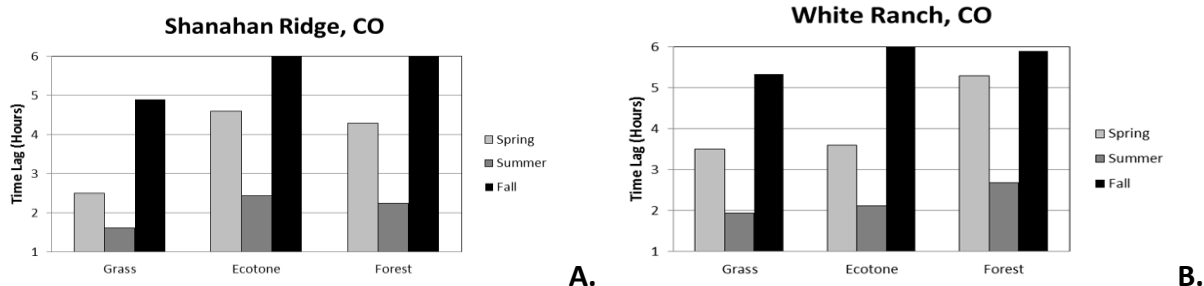 Shanahan Ridge, CO
Time Lag (Hours)
6
5
4
3
2
1
Grass
Ecotone
Forest
Spring
Summer
Fall
A.
White Ranch, CO
Time Lag (Hours)
6
5
4
3
2
1
Grass
Ecotone
Forest
Spring
Summer
Fall
B.